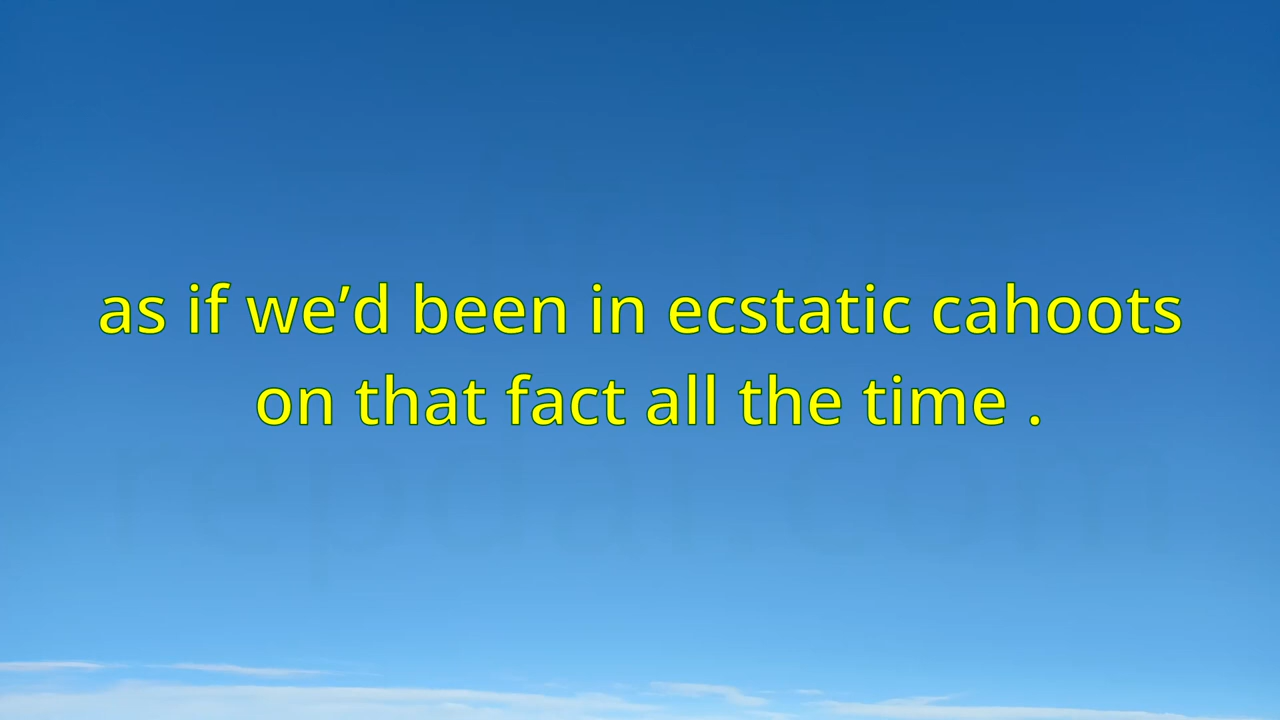 as if we’d been in ecstatic cahoots
on that fact all the time .